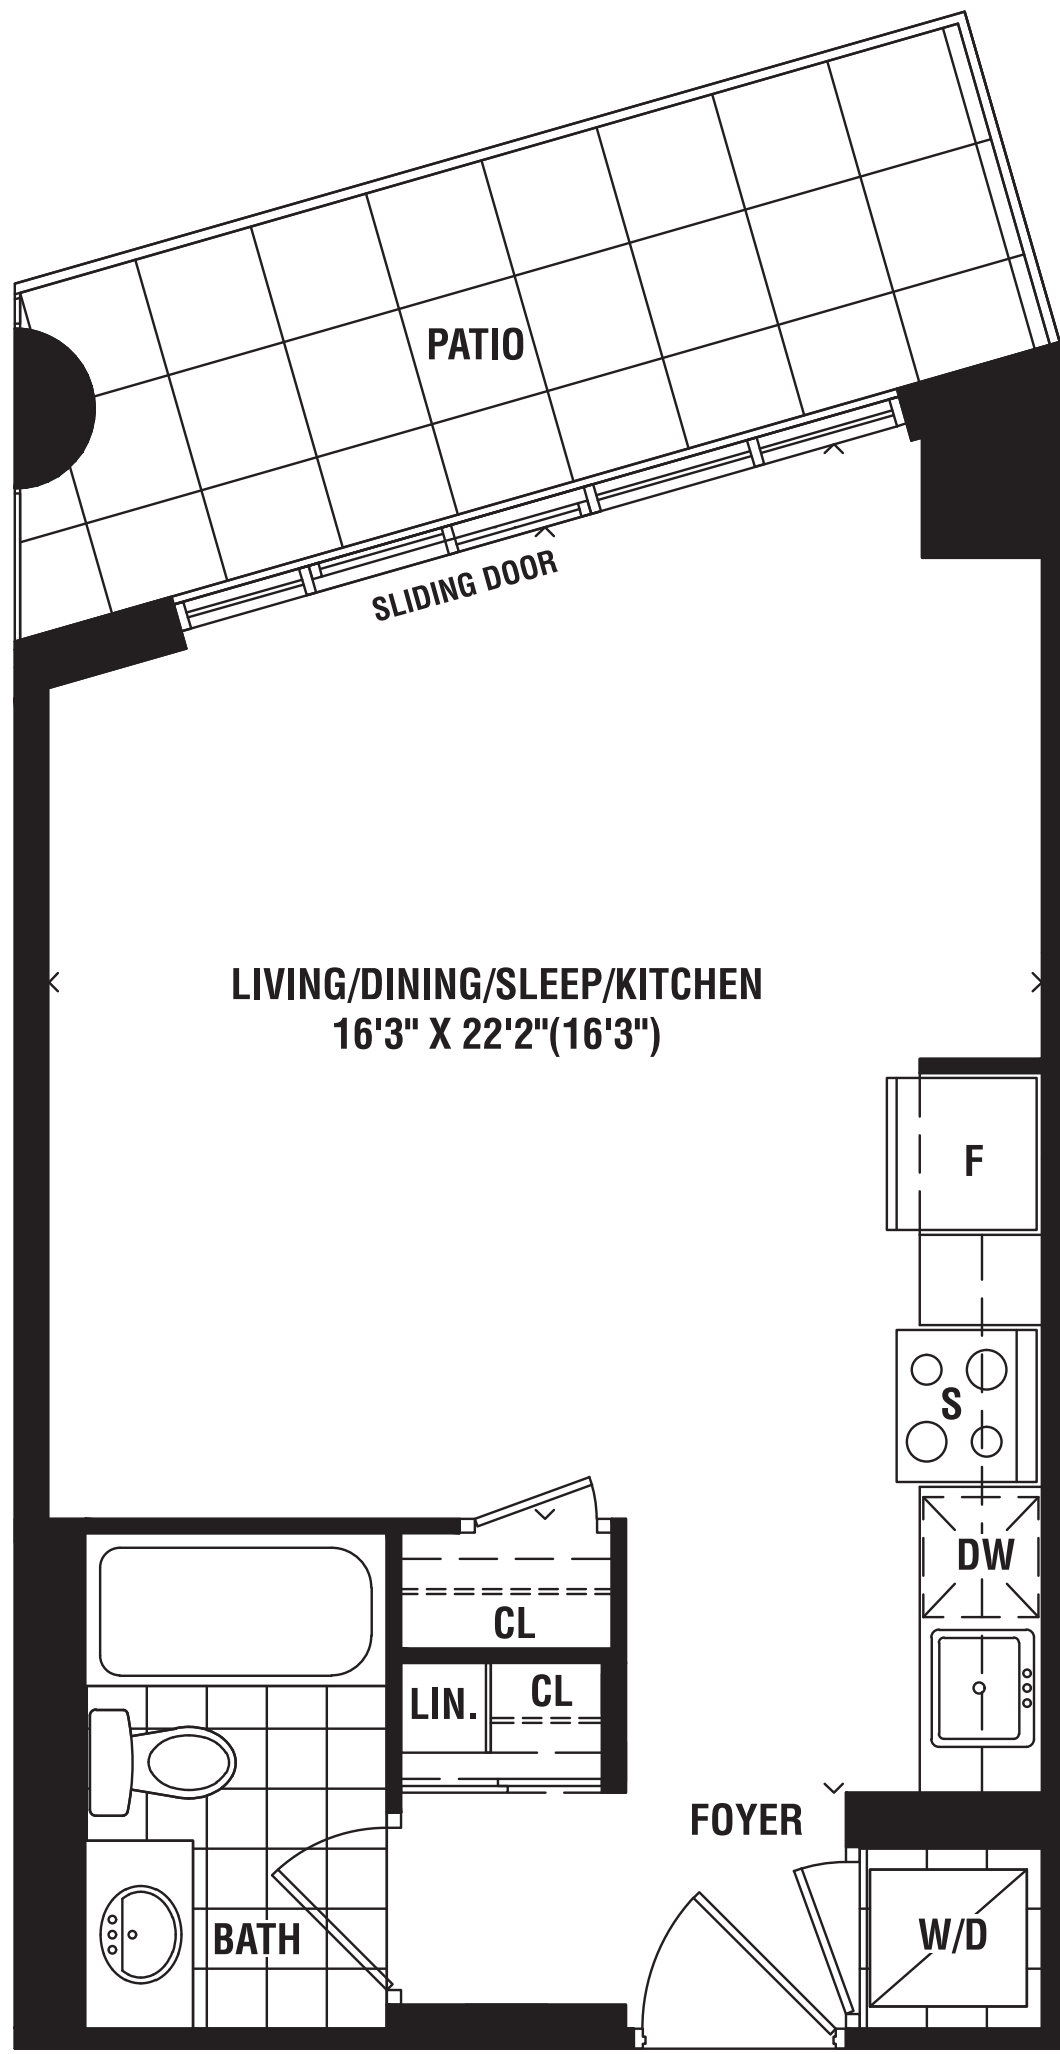 PATIO
SLIDING DOOR
LIVING/DINING/SLEEP/KITCHEN
16'3" X 22'2"(16'3")
F
S
DW
CL
LIN.
CL
FOYER
BATH
W/D